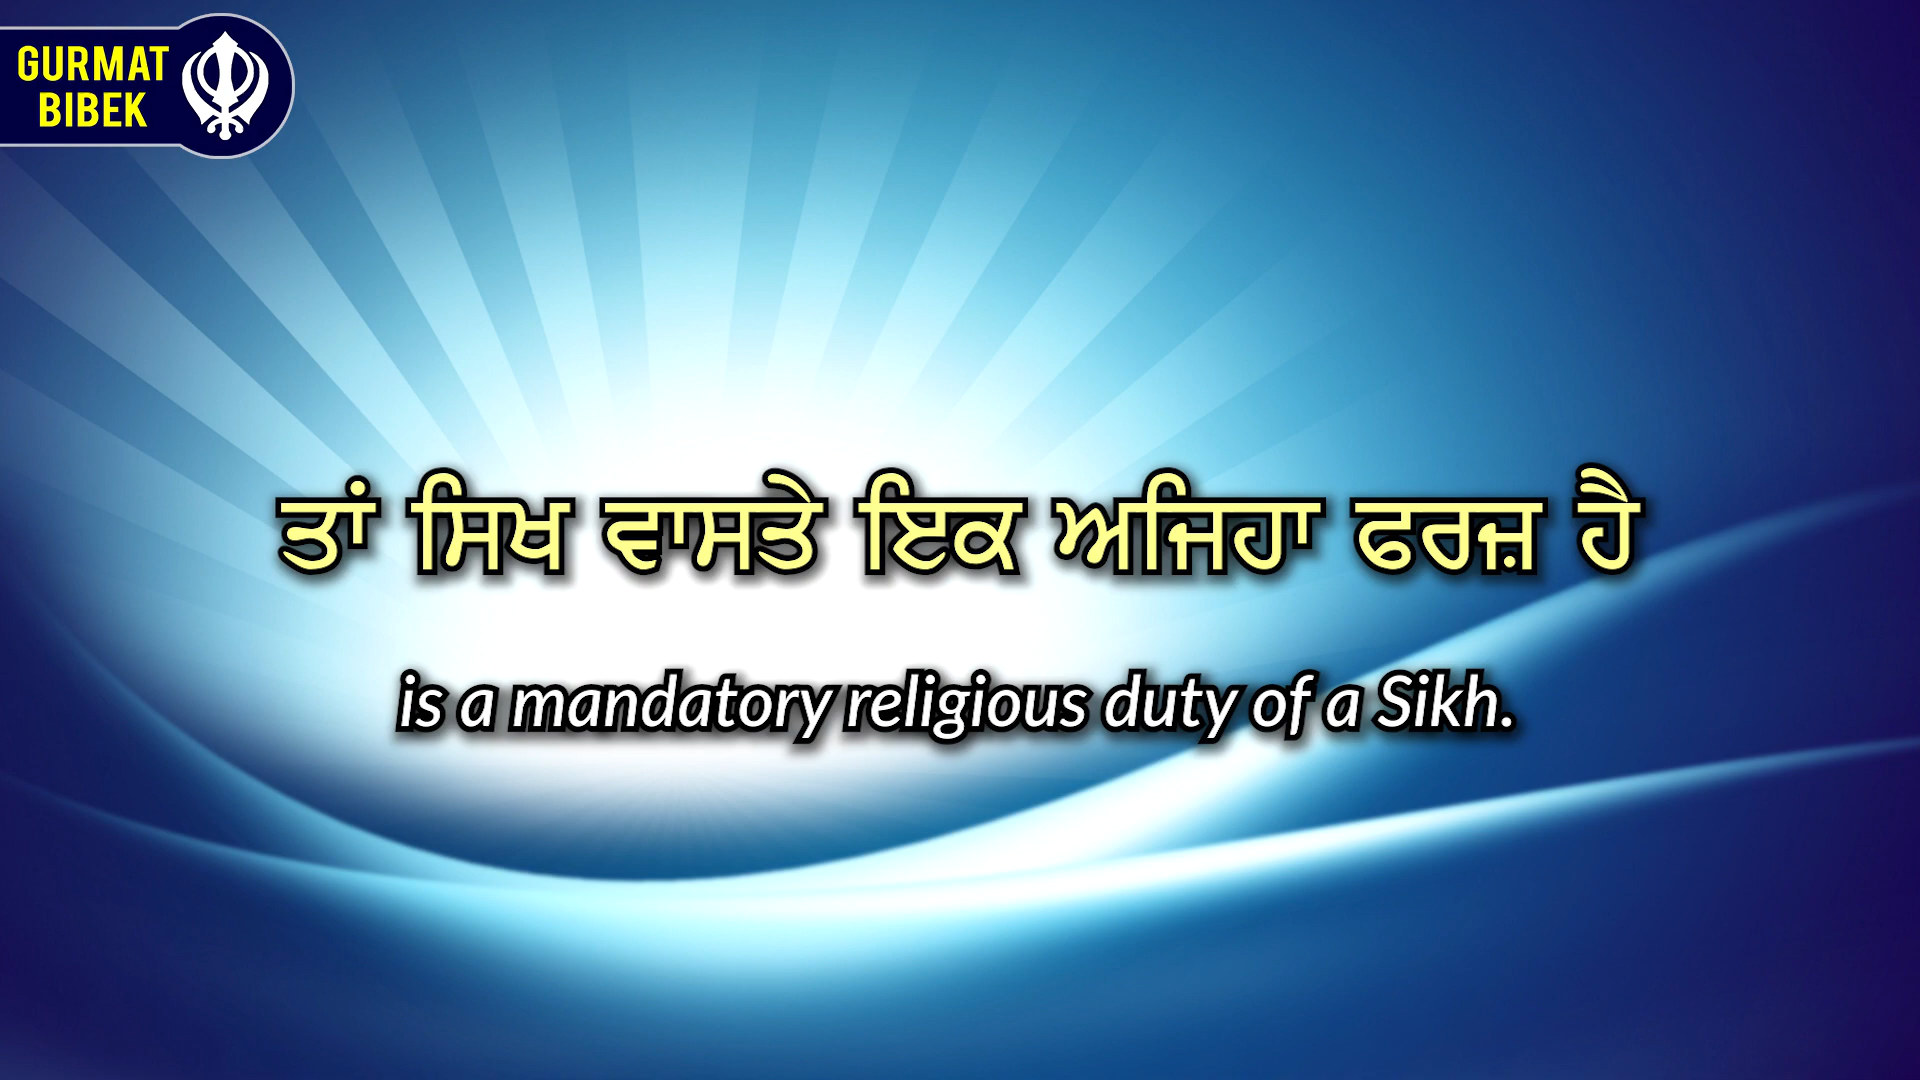 GURMAT
BIBEK
ਤਾਂ ਸਿਖ ਵਾਸਤੇ ਇਕ ਅਜਿਹਾ ਫਰਜ਼ ਹੈ
is a mandatory religious duty of a Sikh.